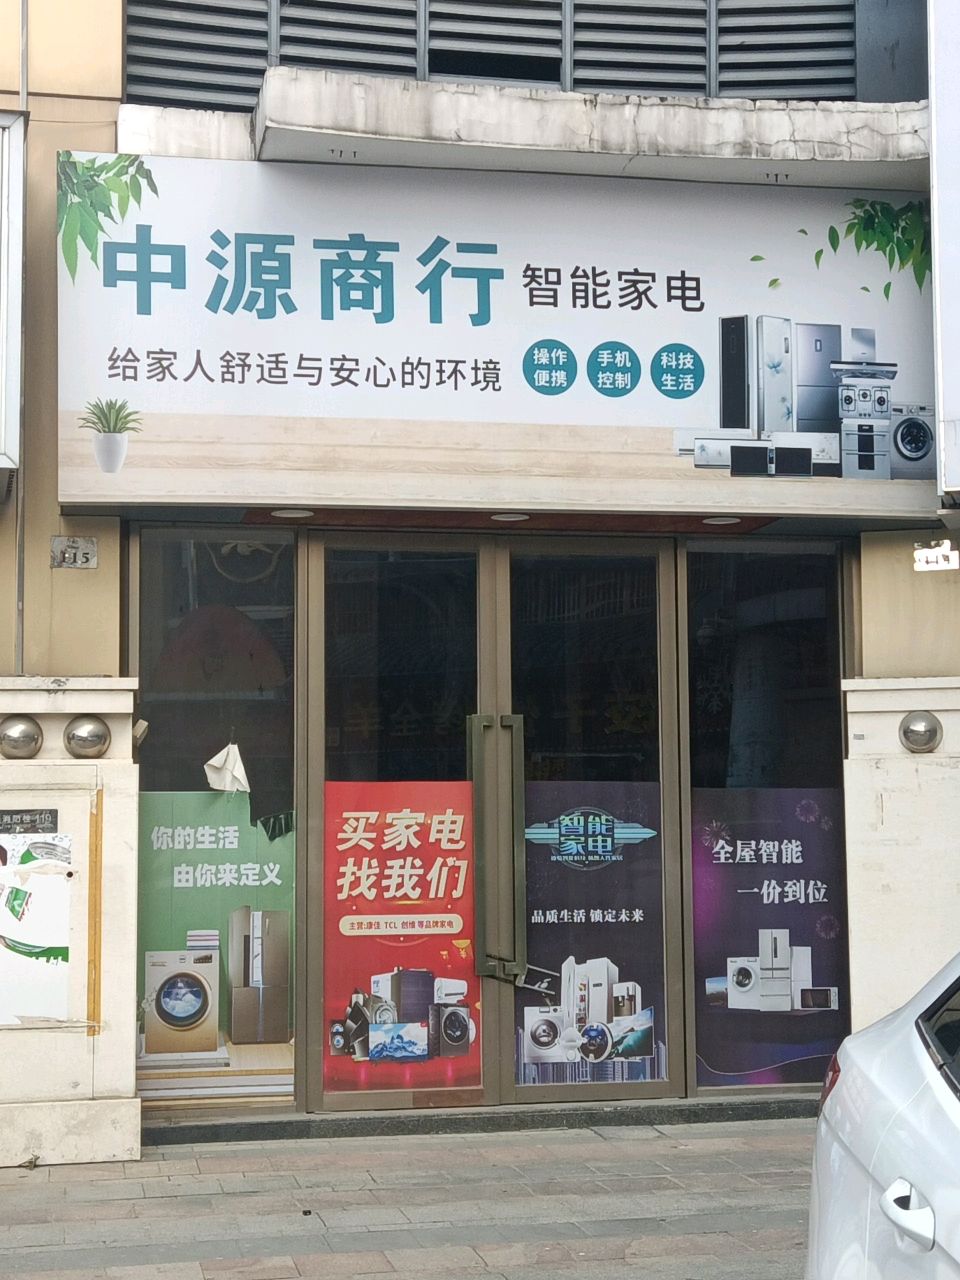 中源商行 智能家电
给家人舒适与安心的环境
操作便携
手机控制
科技生活
115
消防栓 119
你的生活
由你来定义
买家电
找我们
主营:康佳 TCL 创维 等品牌家电
智能
家电
品质生活 锁定未来
全屋智能
一价到位